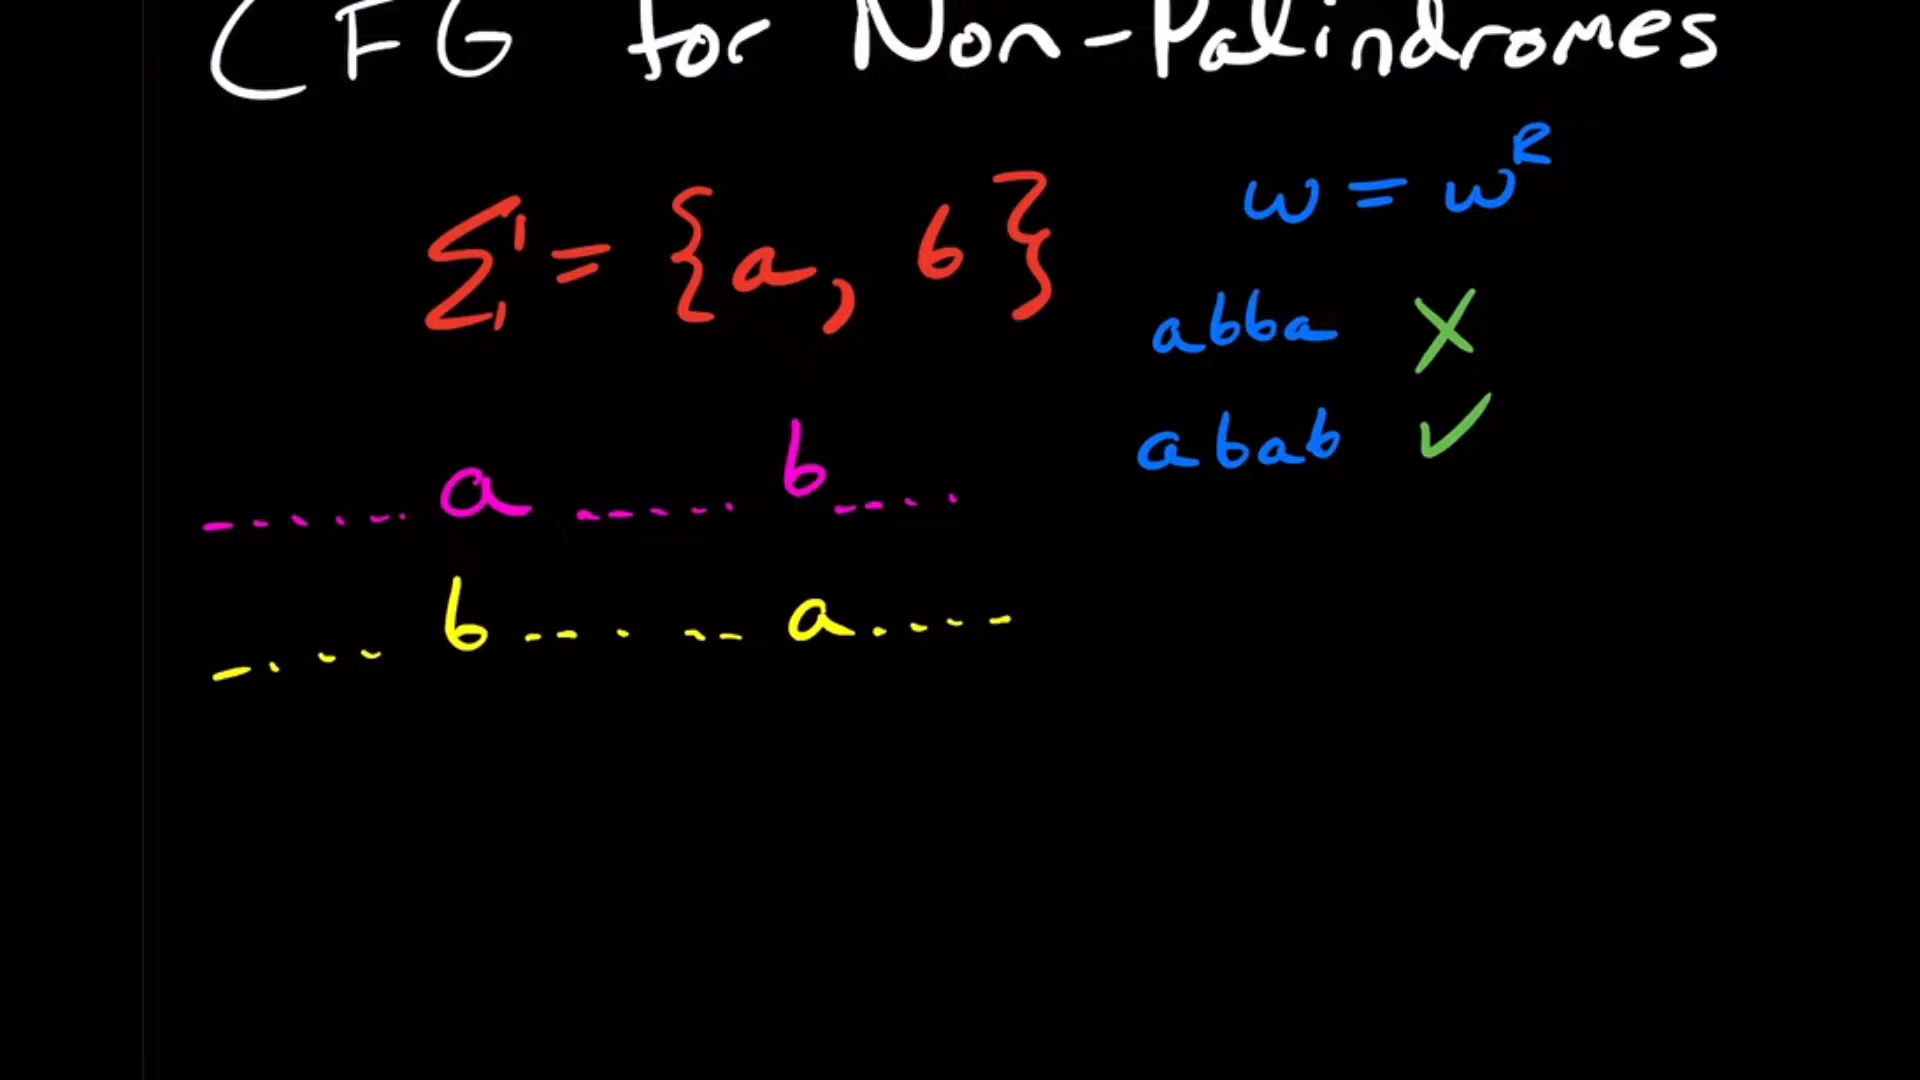 CFG for Non-Palindromes
w = w^R
Σ = {a, b}
abba ✗
abab ✓
------ a ----- b ----
---- b ----- a ----